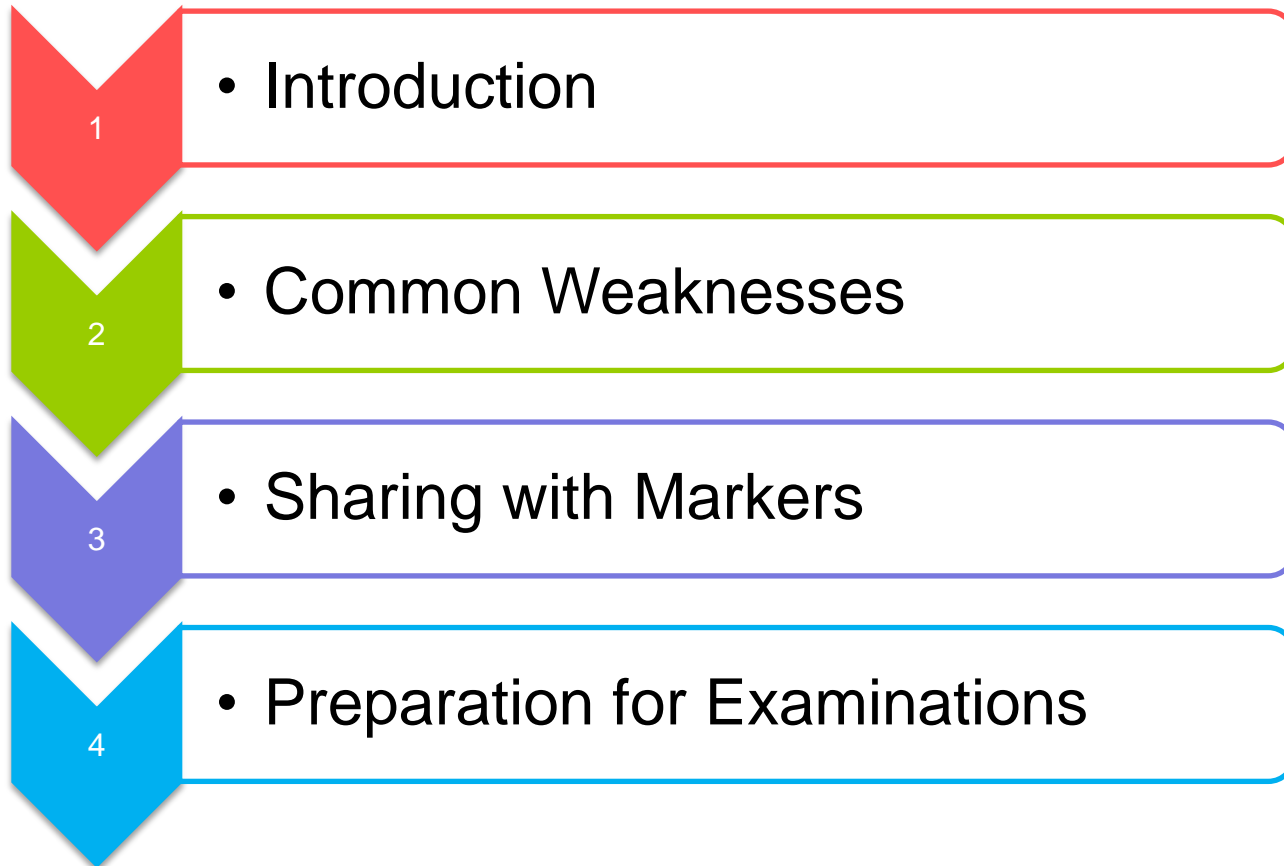 1
• Introduction
2
• Common Weaknesses
3
• Sharing with Markers
4
• Preparation for Examinations